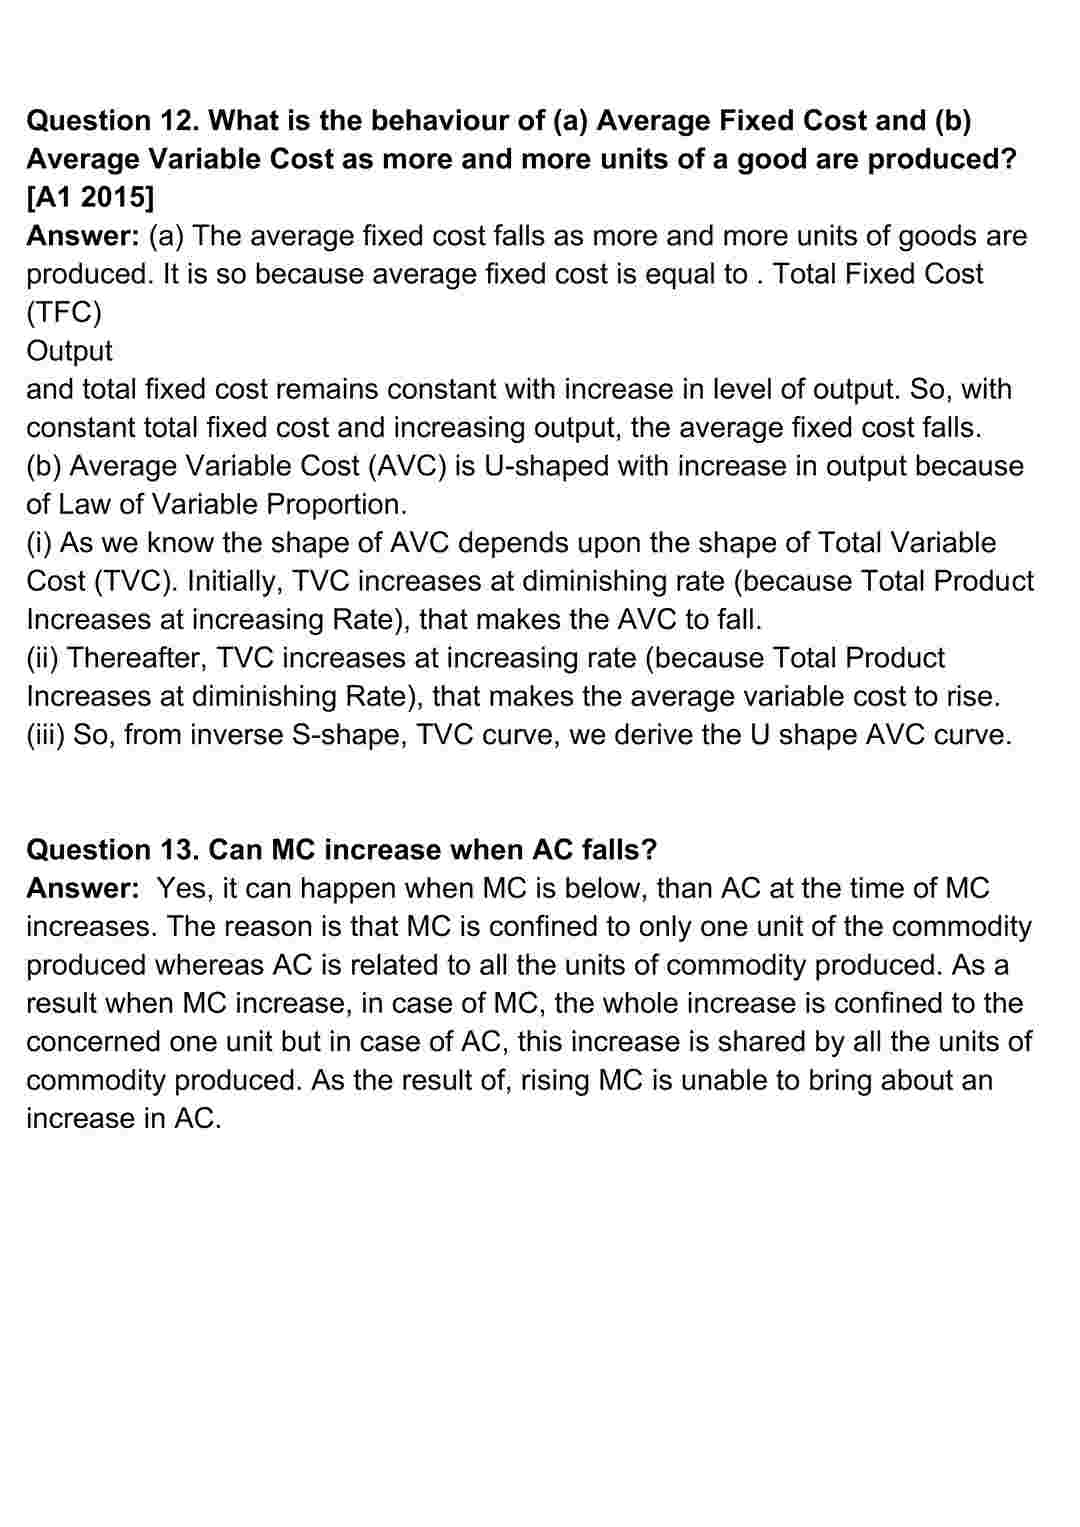 Question 12. What is the behaviour of (a) Average Fixed Cost and (b)
Average Variable Cost as more and more units of a good are produced?
[A1 2015]
Answer: (a) The average fixed cost falls as more and more units of goods are
produced. It is so because average fixed cost is equal to . Total Fixed Cost
(TFC)
Output
and total fixed cost remains constant with increase in level of output. So, with
constant total fixed cost and increasing output, the average fixed cost falls.
(b) Average Variable Cost (AVC) is U-shaped with increase in output because
of Law of Variable Proportion.
(i) As we know the shape of AVC depends upon the shape of Total Variable
Cost (TVC). Initially, TVC increases at diminishing rate (because Total Product
Increases at increasing Rate), that makes the AVC to fall.
(ii) Thereafter, TVC increases at increasing rate (because Total Product
Increases at diminishing Rate), that makes the average variable cost to rise.
(iii) So, from inverse S-shape, TVC curve, we derive the U shape AVC curve.
Question 13. Can MC increase when AC falls?
Answer:  Yes, it can happen when MC is below, than AC at the time of MC
increases. The reason is that MC is confined to only one unit of the commodity
produced whereas AC is related to all the units of commodity produced. As a
result when MC increase, in case of MC, the whole increase is confined to the
concerned one unit but in case of AC, this increase is shared by all the units of
commodity produced. As the result of, rising MC is unable to bring about an
increase in AC.